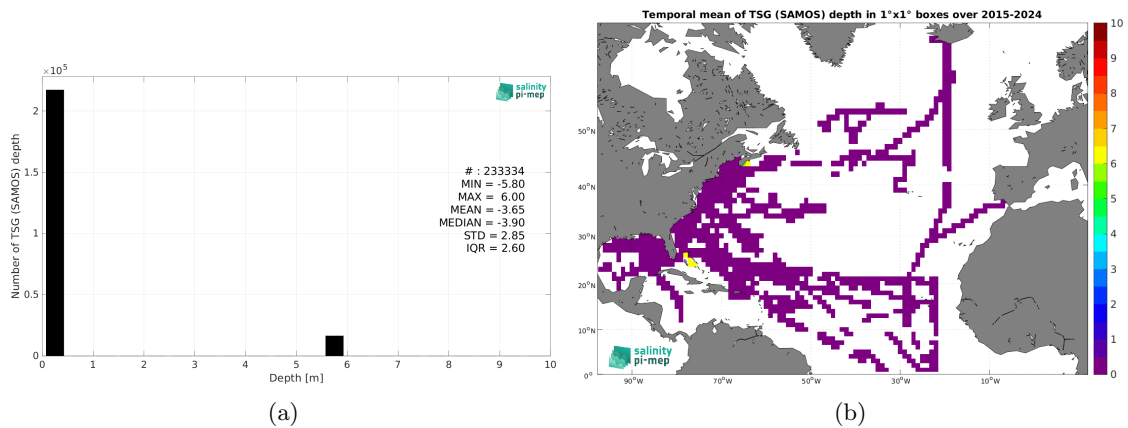 ×10⁵
2
1.5
1
0.5
0
0 1 2 3 4 5 6 7 8 9 10
Number of TSG (SAMOS) depth
Depth [m]
salinity
pi-mep
# : 233334
MIN = -5.80
MAX = 6.00
MEAN = -3.65
MEDIAN = -3.90
STD = 2.85
IQR = 2.60
(a)
Temporal mean of TSG (SAMOS) depth in 1°x1° boxes over 2015-2024
50°N
40°N
30°N
20°N
10°N
0°
90°W 70°W 50°W 30°W 10°W
salinity
pi-mep
10
9
8
7
6
5
4
3
2
1
0
(b)